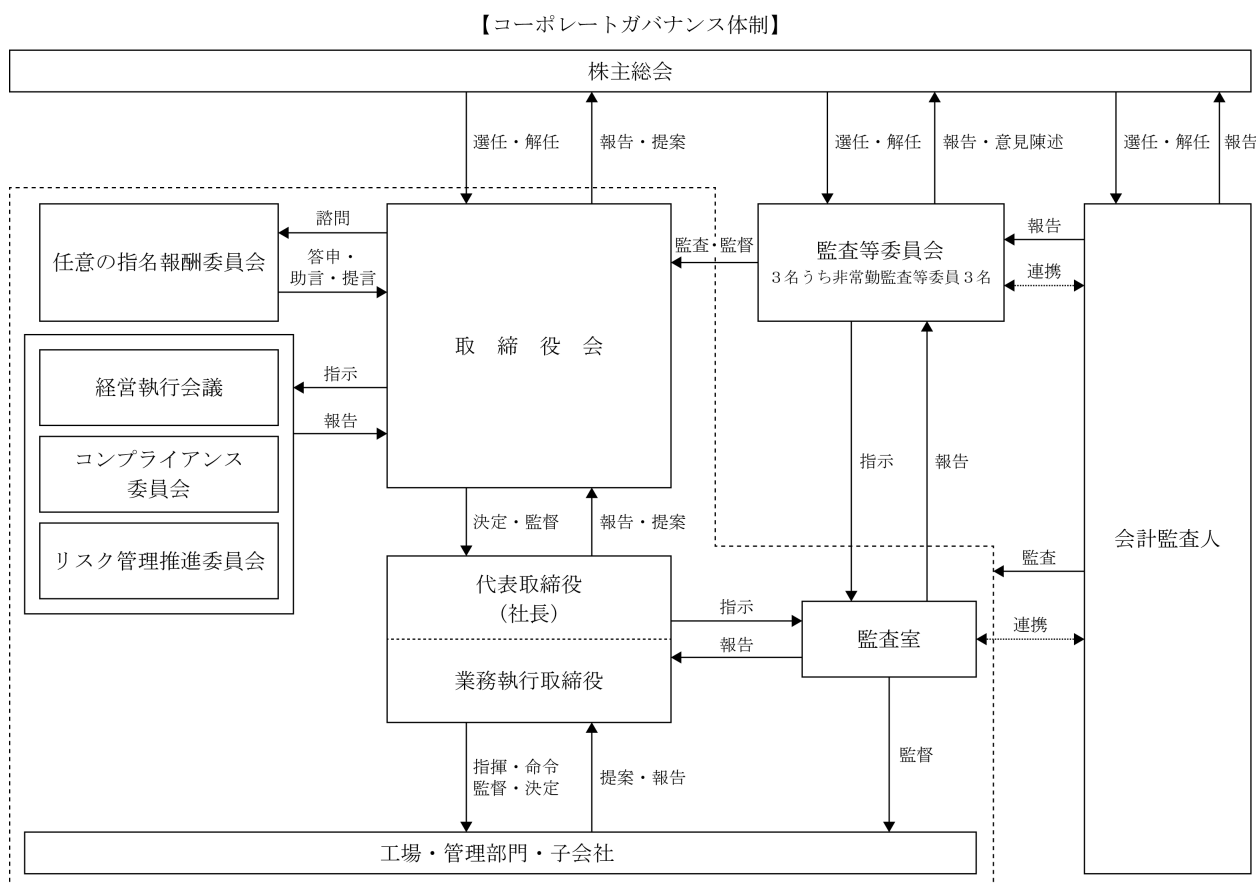 【コーポレートガバナンス体制】
株主総会
選任・解任
報告・提案
選任・解任
報告・意見陳述
選任・解任
報告
任意の指名報酬委員会
諮問
答申・
助言・提言
取締役会
監査・監督
監査等委員会
3名うち非常勤監査等委員3名
報告
連携
経営執行会議
コンプライアンス
委員会
リスク管理推進委員会
指示
報告
指示
報告
会計監査人
決定・監督
報告・提案
代表取締役
（社長）
業務執行取締役
指示
報告
監査室
監査
連携
指揮・命令
監督・決定
提案・報告
監督
工場・管理部門・子会社